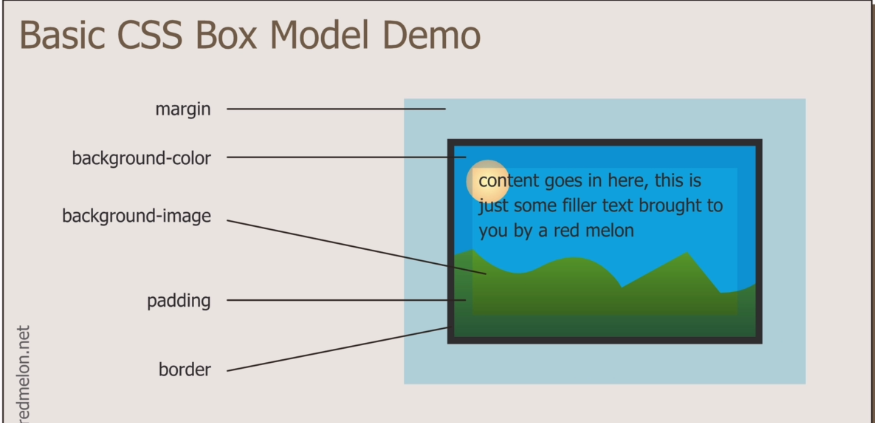 Basic CSS Box Model Demo
margin
background-color
background-image
padding
border
content goes in here, this is
just some filler text brought to
you by a red melon
redmelon.net